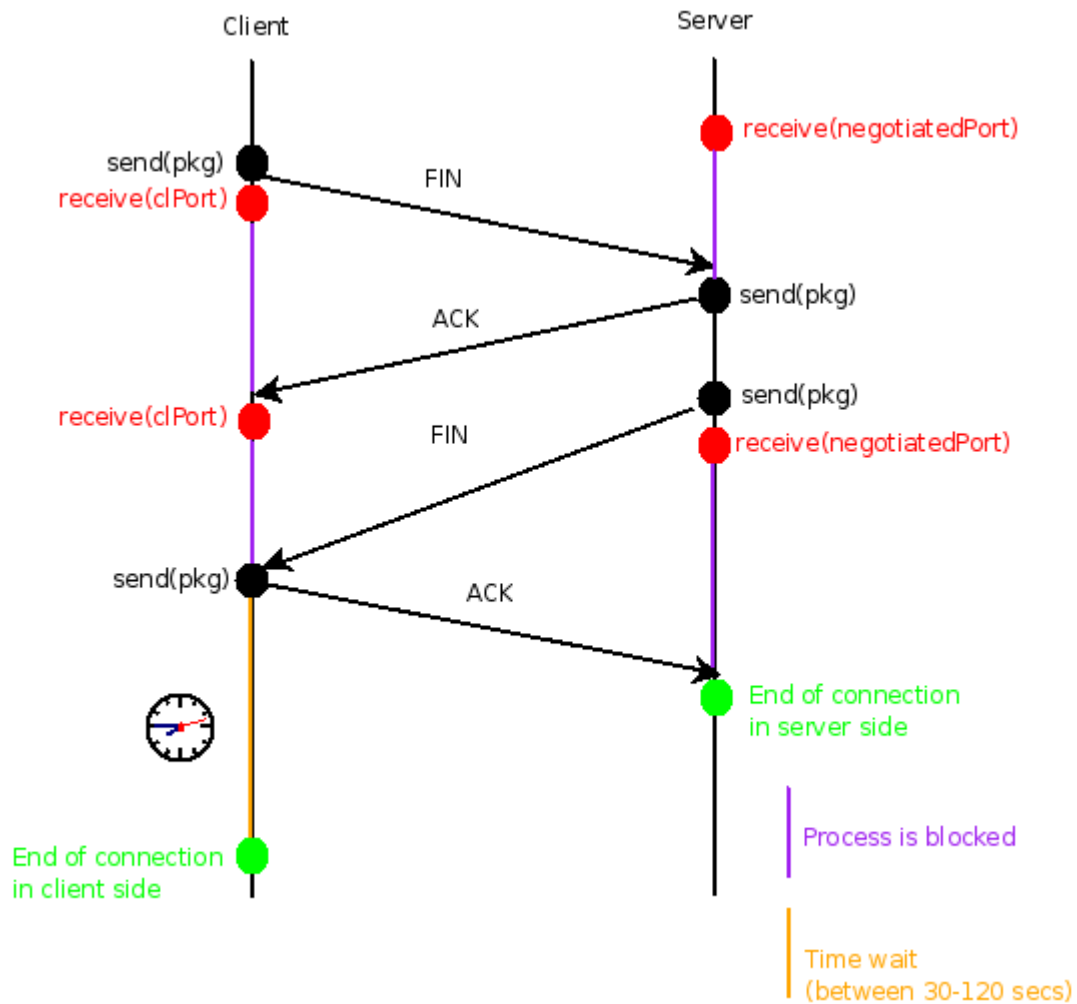 Client
Server
receive(negotiatedPort)
send(pkg)
FIN
receive(clPort)
send(pkg)
ACK
send(pkg)
receive(clPort)
FIN
receive(negotiatedPort)
send(pkg)
ACK
End of connection
in server side
Process is blocked
End of connection
in client side
Time wait
(between 30-120 secs)